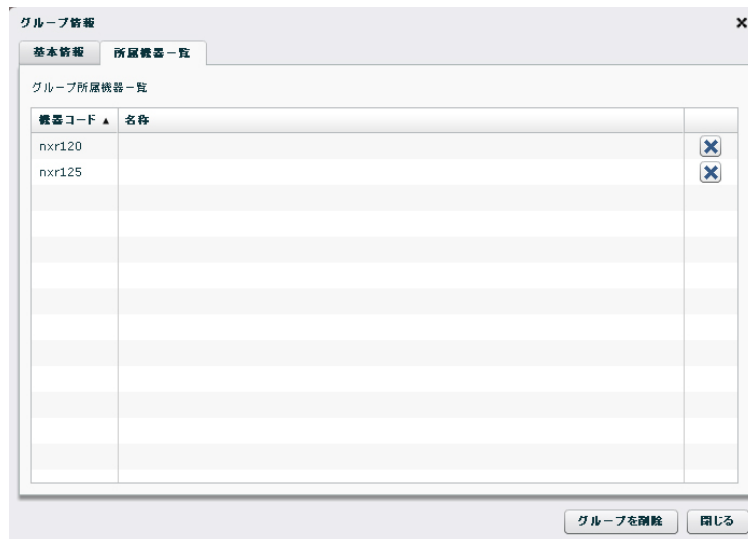 グループ情報
基本情報 所属機器一覧
グループ所属機器一覧
機器コード ▲ 名称
nxr120
nxr125
グループを削除 閉じる